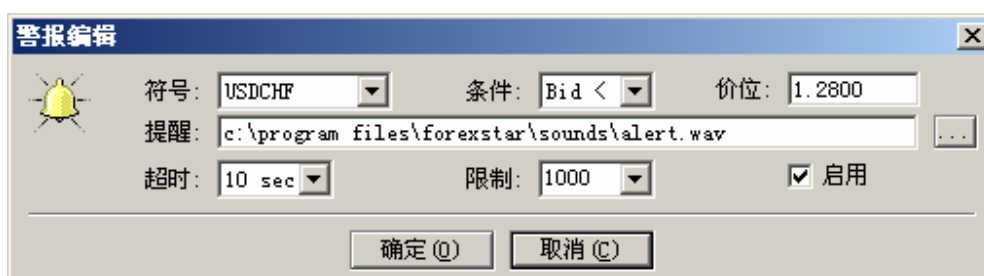 警报编辑
符号: USDCHF 条件: Bid < 价位: 1.2800
提醒: c:\program files\forexstar\sounds\alert.wav ...
超时: 10 sec 限制: 1000 启用
确定(O) 取消(C)